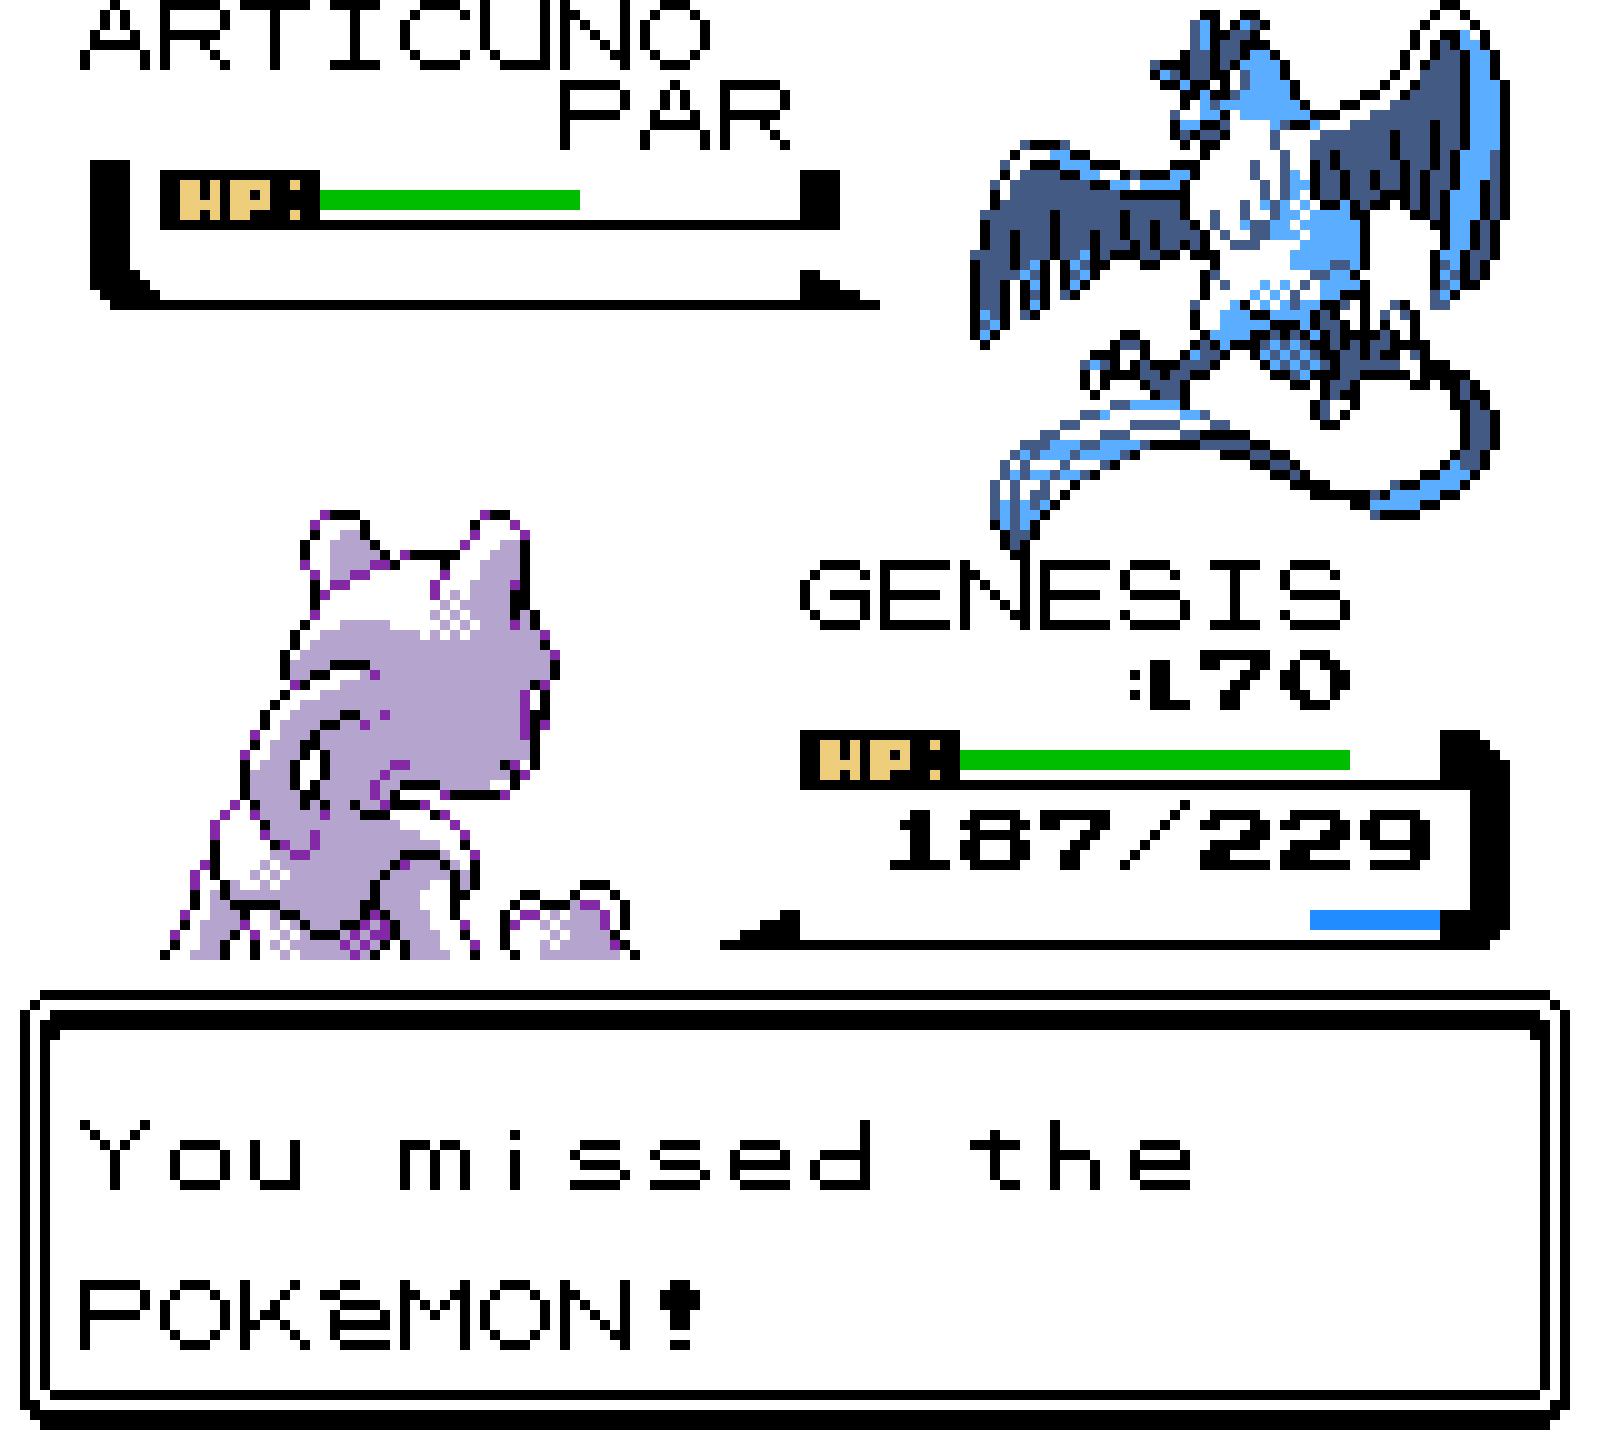 ARTICUNO
PAR
HP:
GENESIS
:L70
HP:
187/229
You missed the
POKéMON!